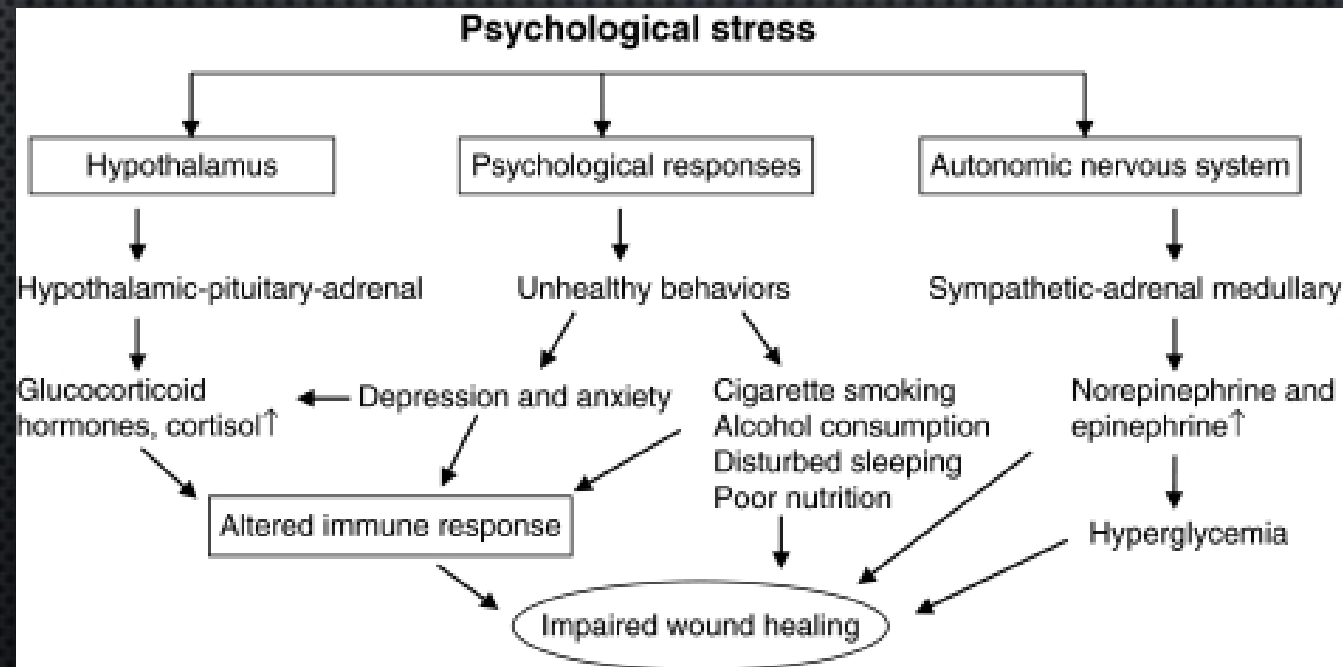 Psychological stress
Hypothalamus
Psychological responses
Autonomic nervous system
Hypothalamic-pituitary-adrenal
Unhealthy behaviors
Sympathetic-adrenal medullary
Glucocorticoid
hormones, cortisol↑
Depression and anxiety
Cigarette smoking
Alcohol consumption
Disturbed sleeping
Poor nutrition
Norepinephrine and
epinephrine↑
Altered immune response
Hyperglycemia
Impaired wound healing